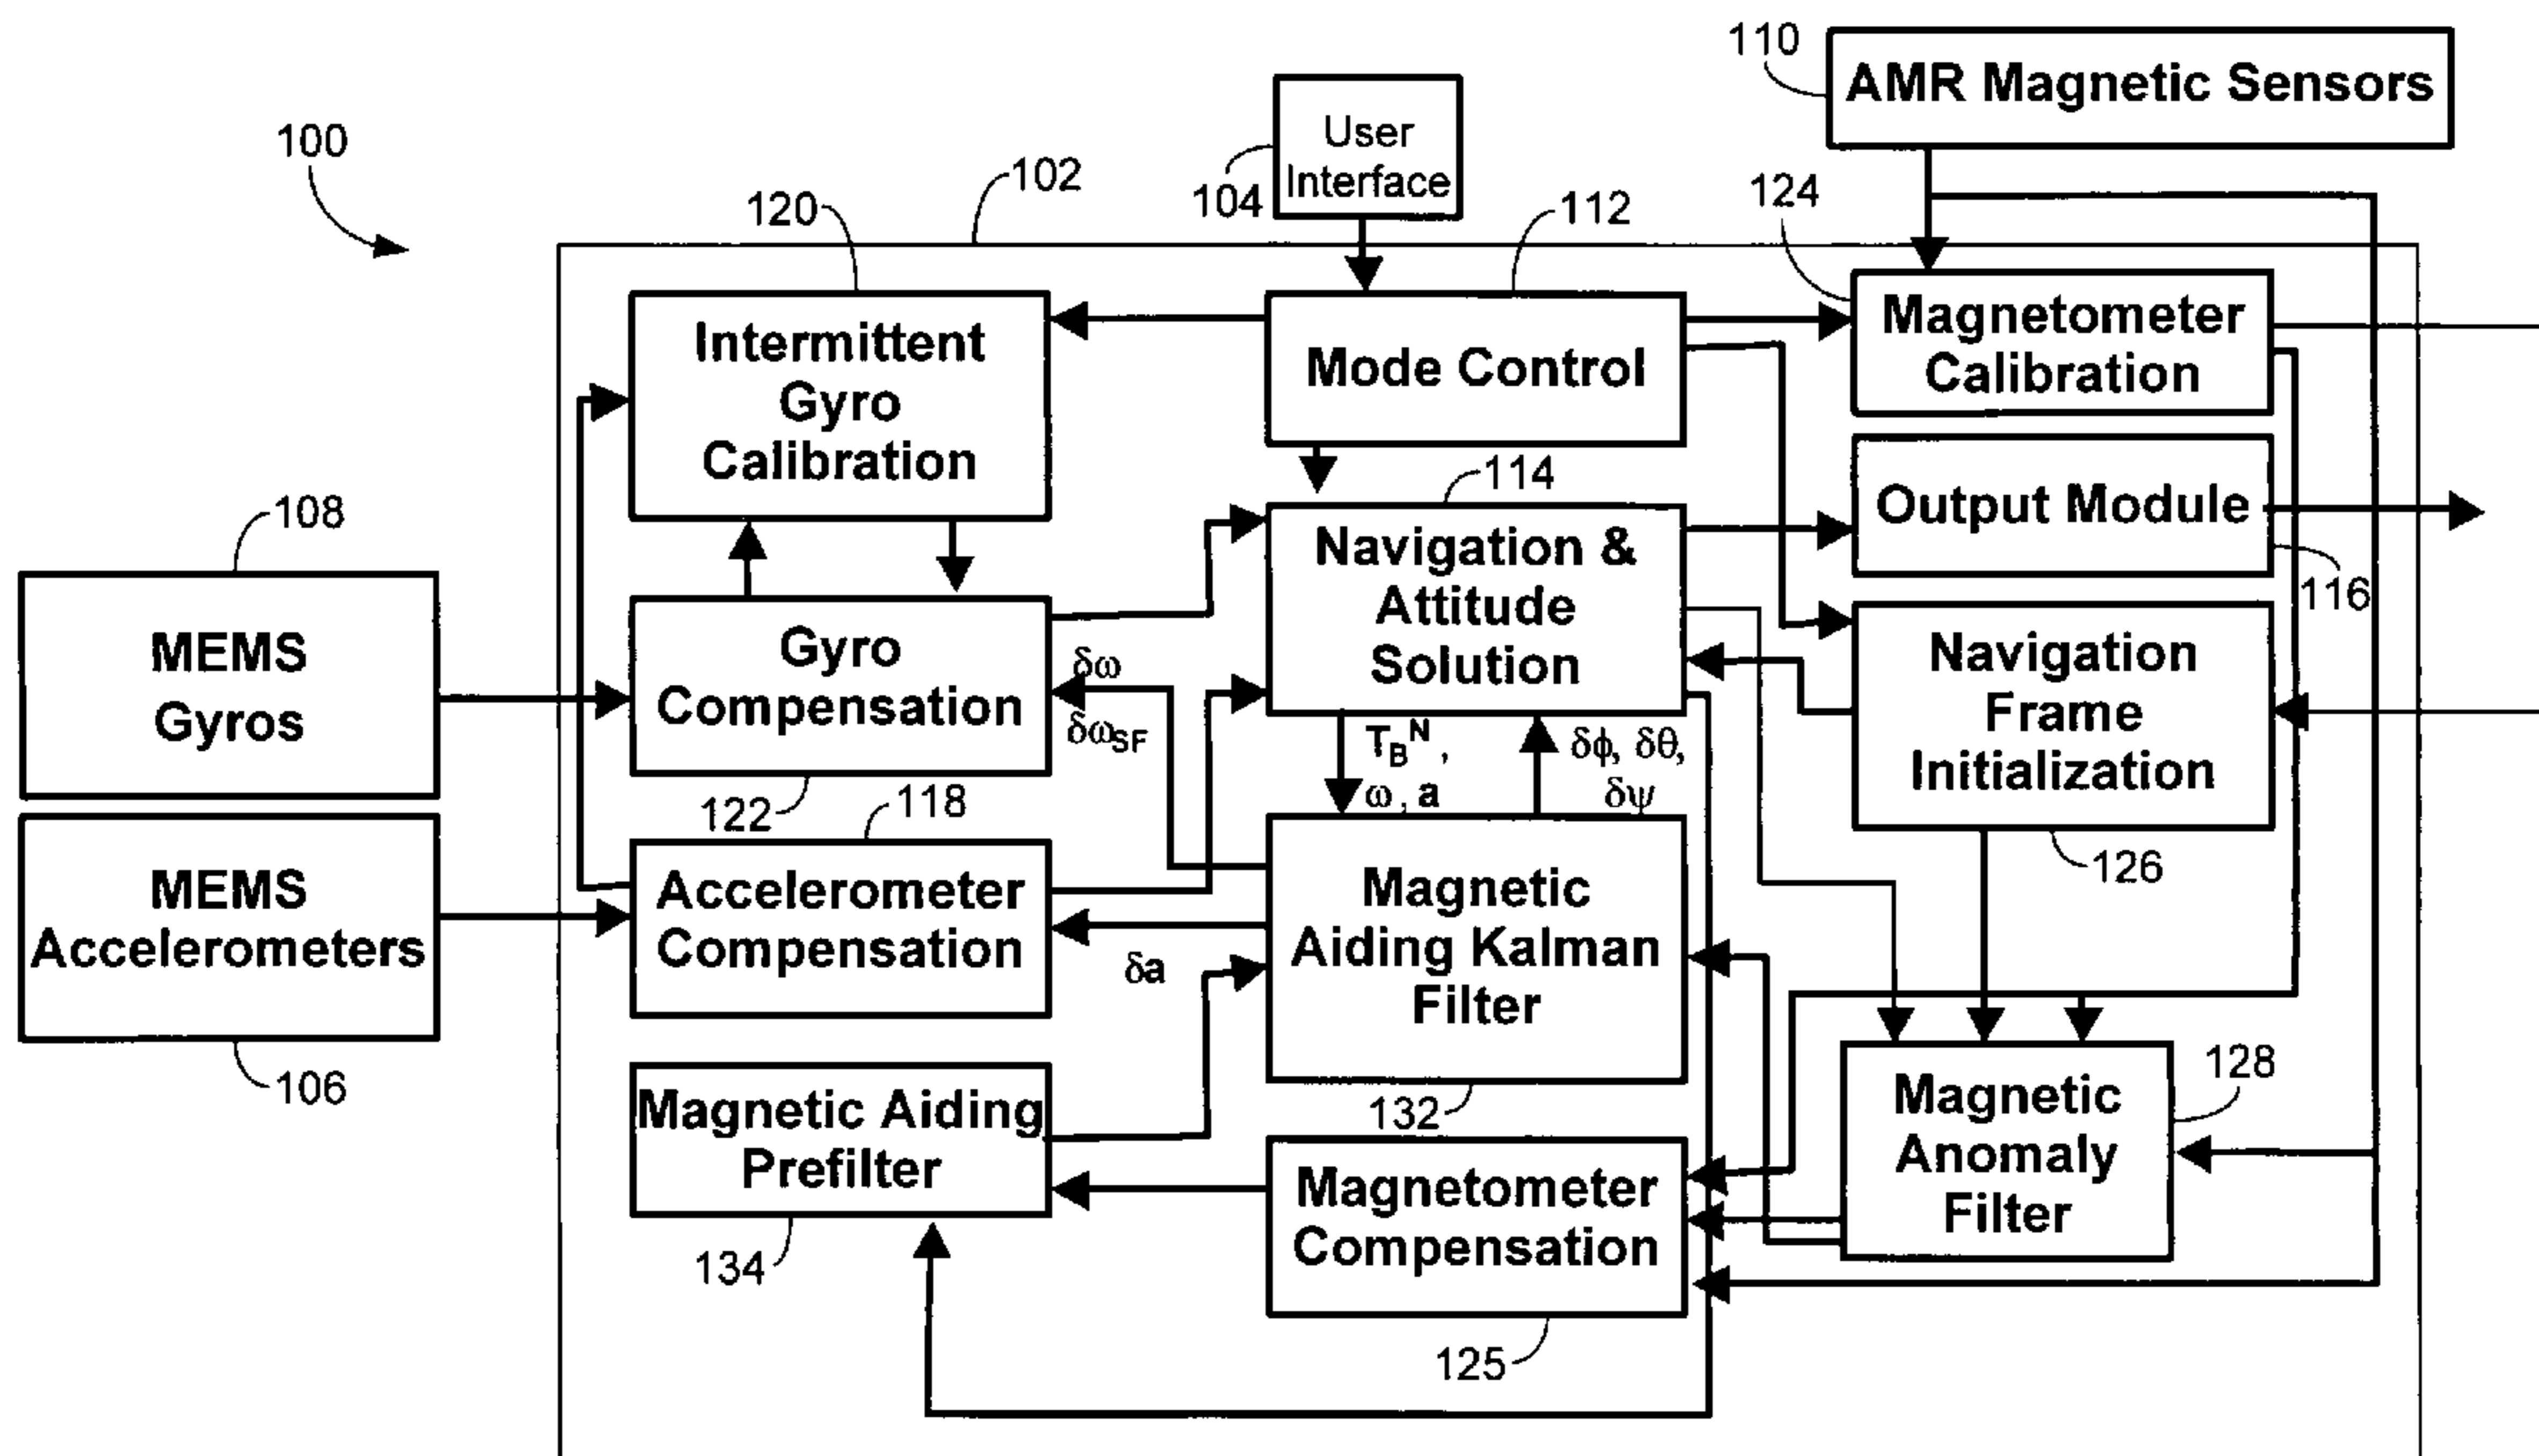 110
AMR Magnetic Sensors
100
User
Interface
104
102
120
112
124
Intermittent
Gyro
Calibration
Mode Control
Magnetometer
Calibration
114
Output Module
116
108
MEMS
Gyros
Gyro
Compensation
122
δω
δω_SF
Navigation &
Attitude
Solution
Navigation
Frame
Initialization
126
T_B^N,
ω, a
δϕ, δθ,
δψ
118
MEMS
Accelerometers
106
Accelerometer
Compensation
δa
Magnetic
Aiding Kalman
Filter
132
Magnetic
Anomaly
Filter
128
Magnetic Aiding
Prefilter
134
Magnetometer
Compensation
125